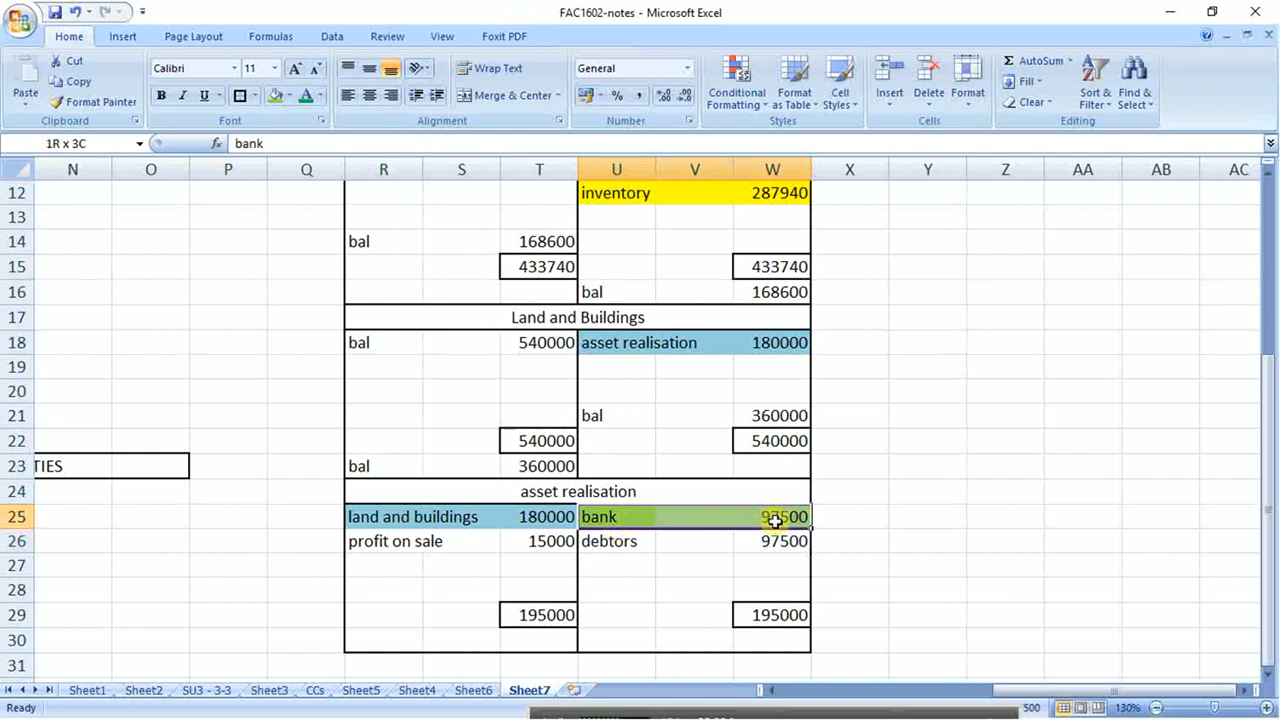 FAC1602-notes - Microsoft Excel
Home Insert Page Layout Formulas Data Review View Foxit PDF
Paste
Cut
Copy
Format Painter
Clipboard
Calibri 11
B I U
Font
Wrap Text
Merge & Center
Alignment
General
% ,
Number
Conditional Formatting
Format as Table
Cell Styles
Styles
Insert Delete Format
Cells
Σ AutoSum
Fill
Clear
Sort & Filter
Find & Select
Editing
1R x 3C fx bank
N O P Q R S T U V W X Y Z AA AB AC
12 inventory 287940
13
14 bal 168600
15 433740 433740
16 bal 168600
17 Land and Buildings
18 bal 540000 asset realisation 180000
19
20
21 bal 360000
22 540000 540000
23 TIES bal 360000
24 asset realisation
25 land and buildings 180000 bank 97500
26 profit on sale 15000 debtors 97500
27
28
29 195000 195000
30
31
Sheet1 Sheet2 SU3 - 3-3 Sheet3 CCs Sheet5 Sheet4 Sheet6 Sheet7
Ready 500 130%